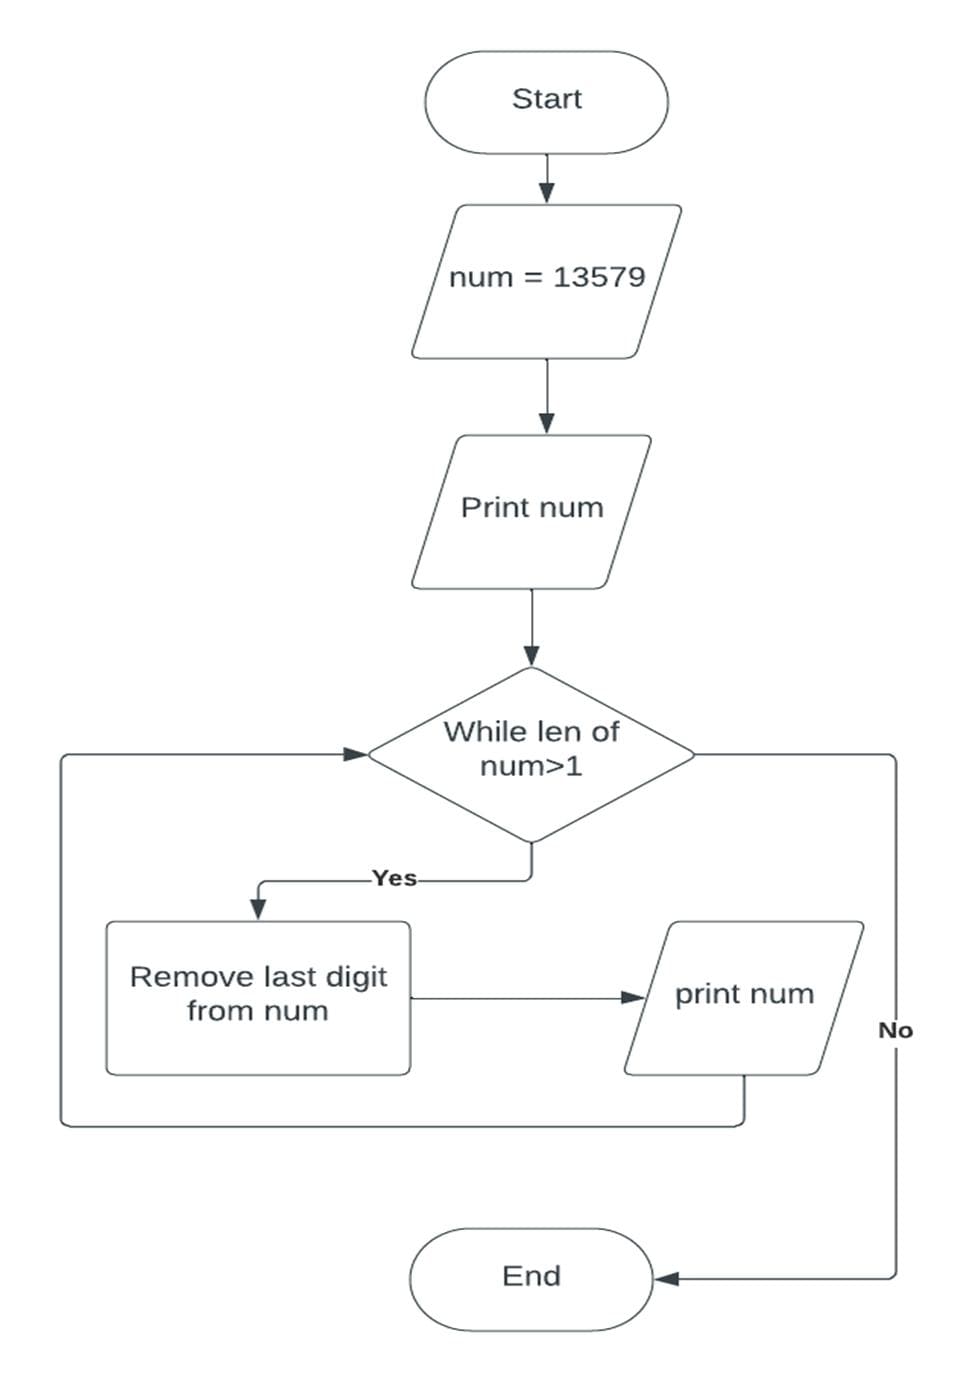 Start
num = 13579
Print num
While len of
num>1
Yes
Remove last digit
from num
print num
No
End